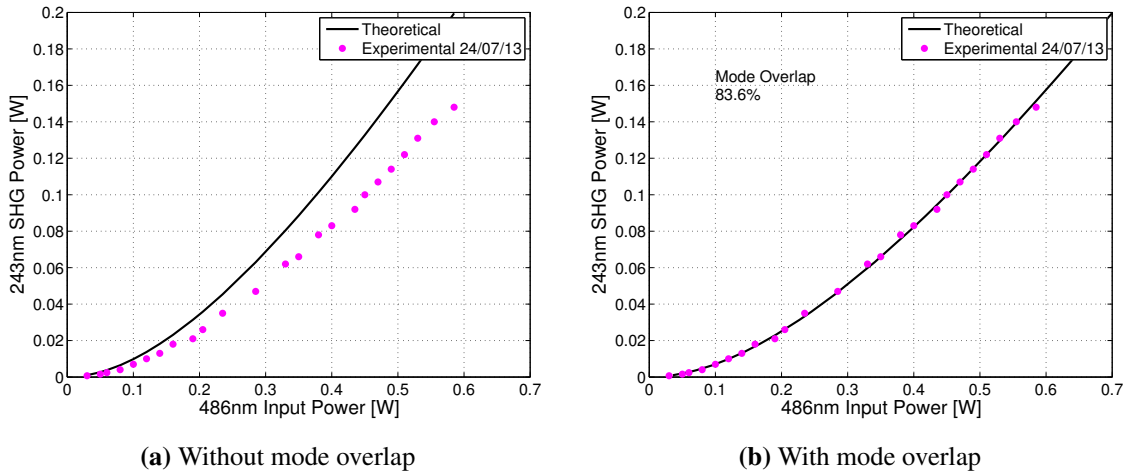 0.2
0.18
0.16
0.14
0.12
0.1
0.08
0.06
0.04
0.02
0
243nm SHG Power [W]
Theoretical
Experimental 24/07/13
0 0.1 0.2 0.3 0.4 0.5 0.6 0.7
486nm Input Power [W]
(a) Without mode overlap
0.2
0.18
0.16
0.14
0.12
0.1
0.08
0.06
0.04
0.02
0
243nm SHG Power [W]
Theoretical
Experimental 24/07/13
Mode Overlap
83.6%
0 0.1 0.2 0.3 0.4 0.5 0.6 0.7
486nm Input Power [W]
(b) With mode overlap